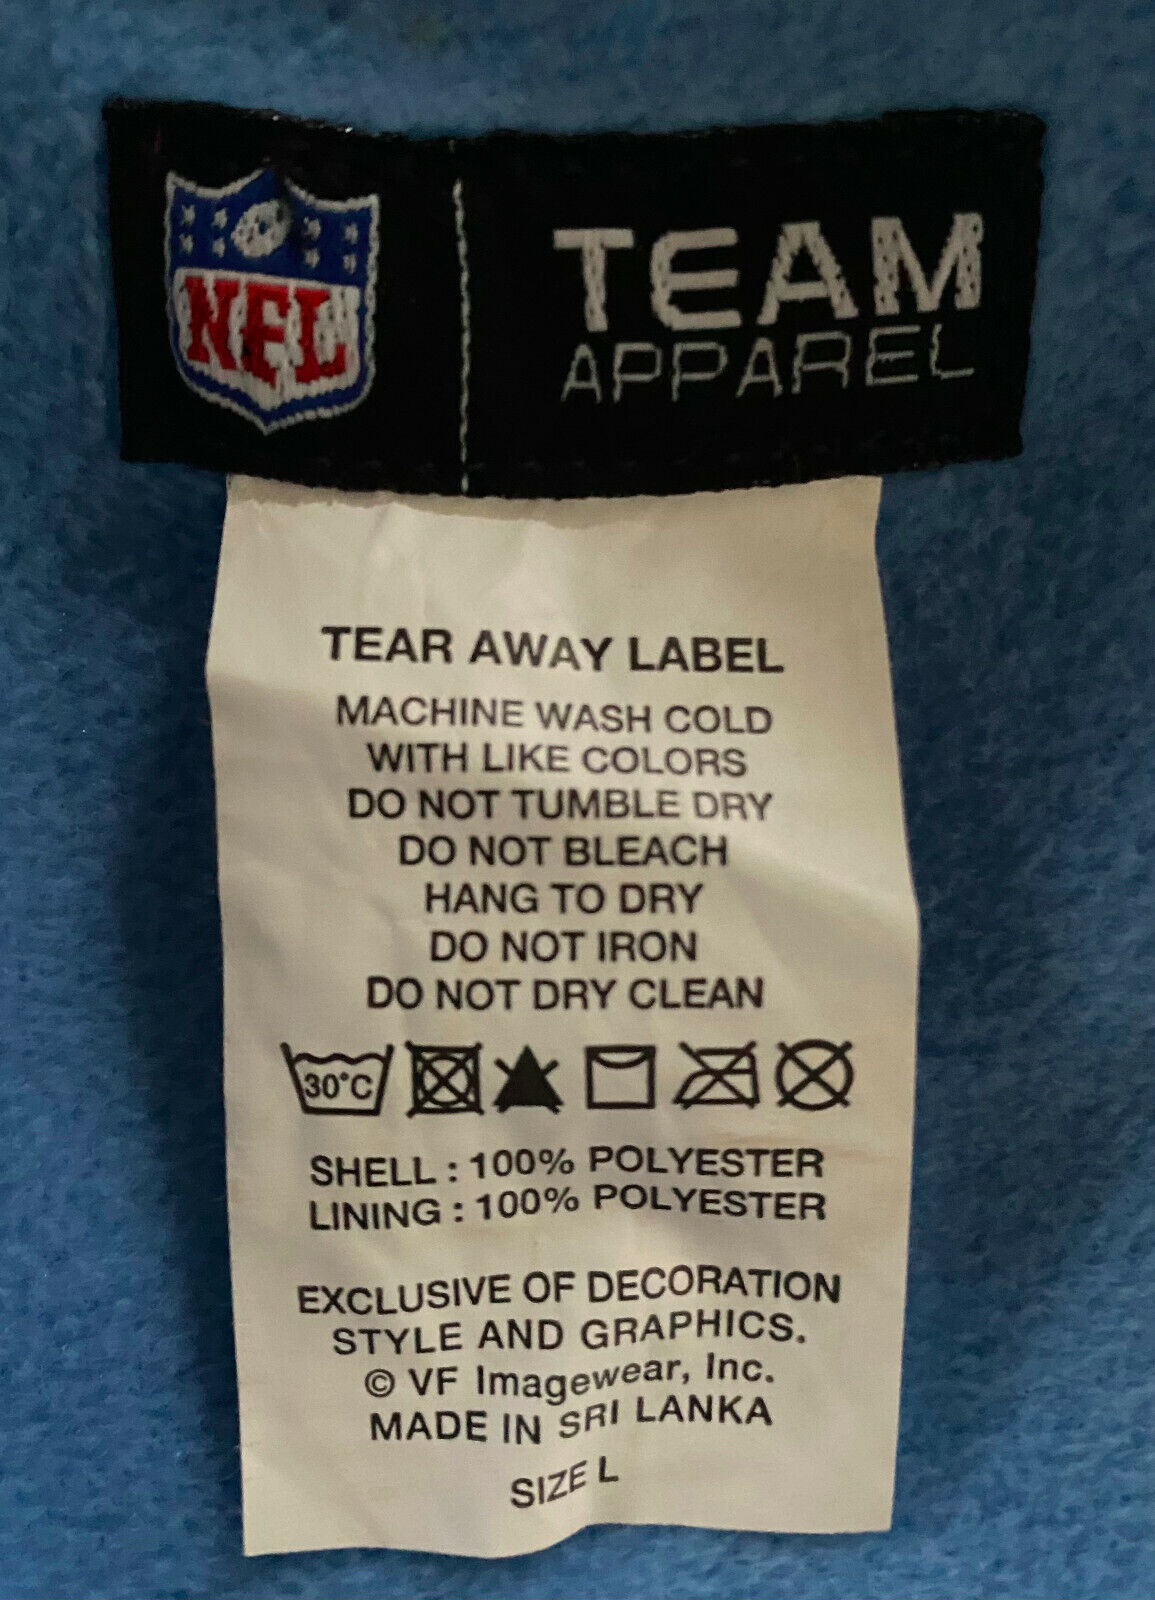 NFL
TEAM
APPAREL
TEAR AWAY LABEL
MACHINE WASH COLD
WITH LIKE COLORS
DO NOT TUMBLE DRY
DO NOT BLEACH
HANG TO DRY
DO NOT IRON
DO NOT DRY CLEAN
30°C
SHELL : 100% POLYESTER
LINING : 100% POLYESTER
EXCLUSIVE OF DECORATION
STYLE AND GRAPHICS.
© VF Imagewear, Inc.
MADE IN SRI LANKA
SIZE L